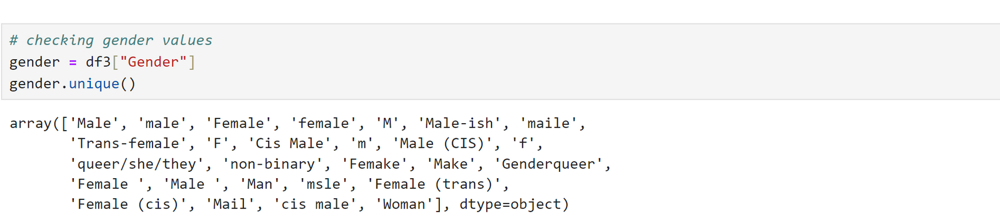 # checking gender values
gender = df3["Gender"]
gender.unique()
array(['Male', 'male', 'Female', 'female', 'M', 'Male-ish', 'maile',
'Trans-female', 'F', 'Cis Male', 'm', 'Male (CIS)', 'f',
'queer/she/they', 'non-binary', 'Femake', 'Make', 'Genderqueer',
'Female ', 'Male ', 'Man', 'msle', 'Female (trans)',
'Female (cis)', 'Mail', 'cis male', 'Woman'], dtype=object)